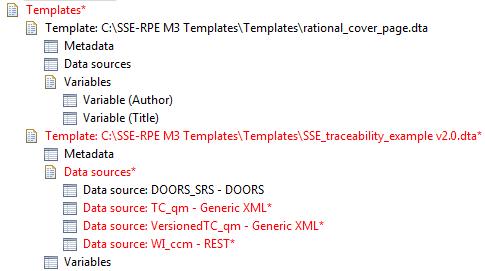 Templates*
Template: C:\SSE-RPE M3 Templates\Templates\rational_cover_page.dta
Metadata
Data sources
Variables
Variable (Author)
Variable (Title)
Template: C:\SSE-RPE M3 Templates\Templates\SSE_traceability_example v2.0.dta*
Metadata
Data sources*
Data source: DOORS_SRS - DOORS
Data source: TC_qm - Generic XML*
Data source: VersionedTC_qm - Generic XML*
Data source: WI_ccm - REST*
Variables